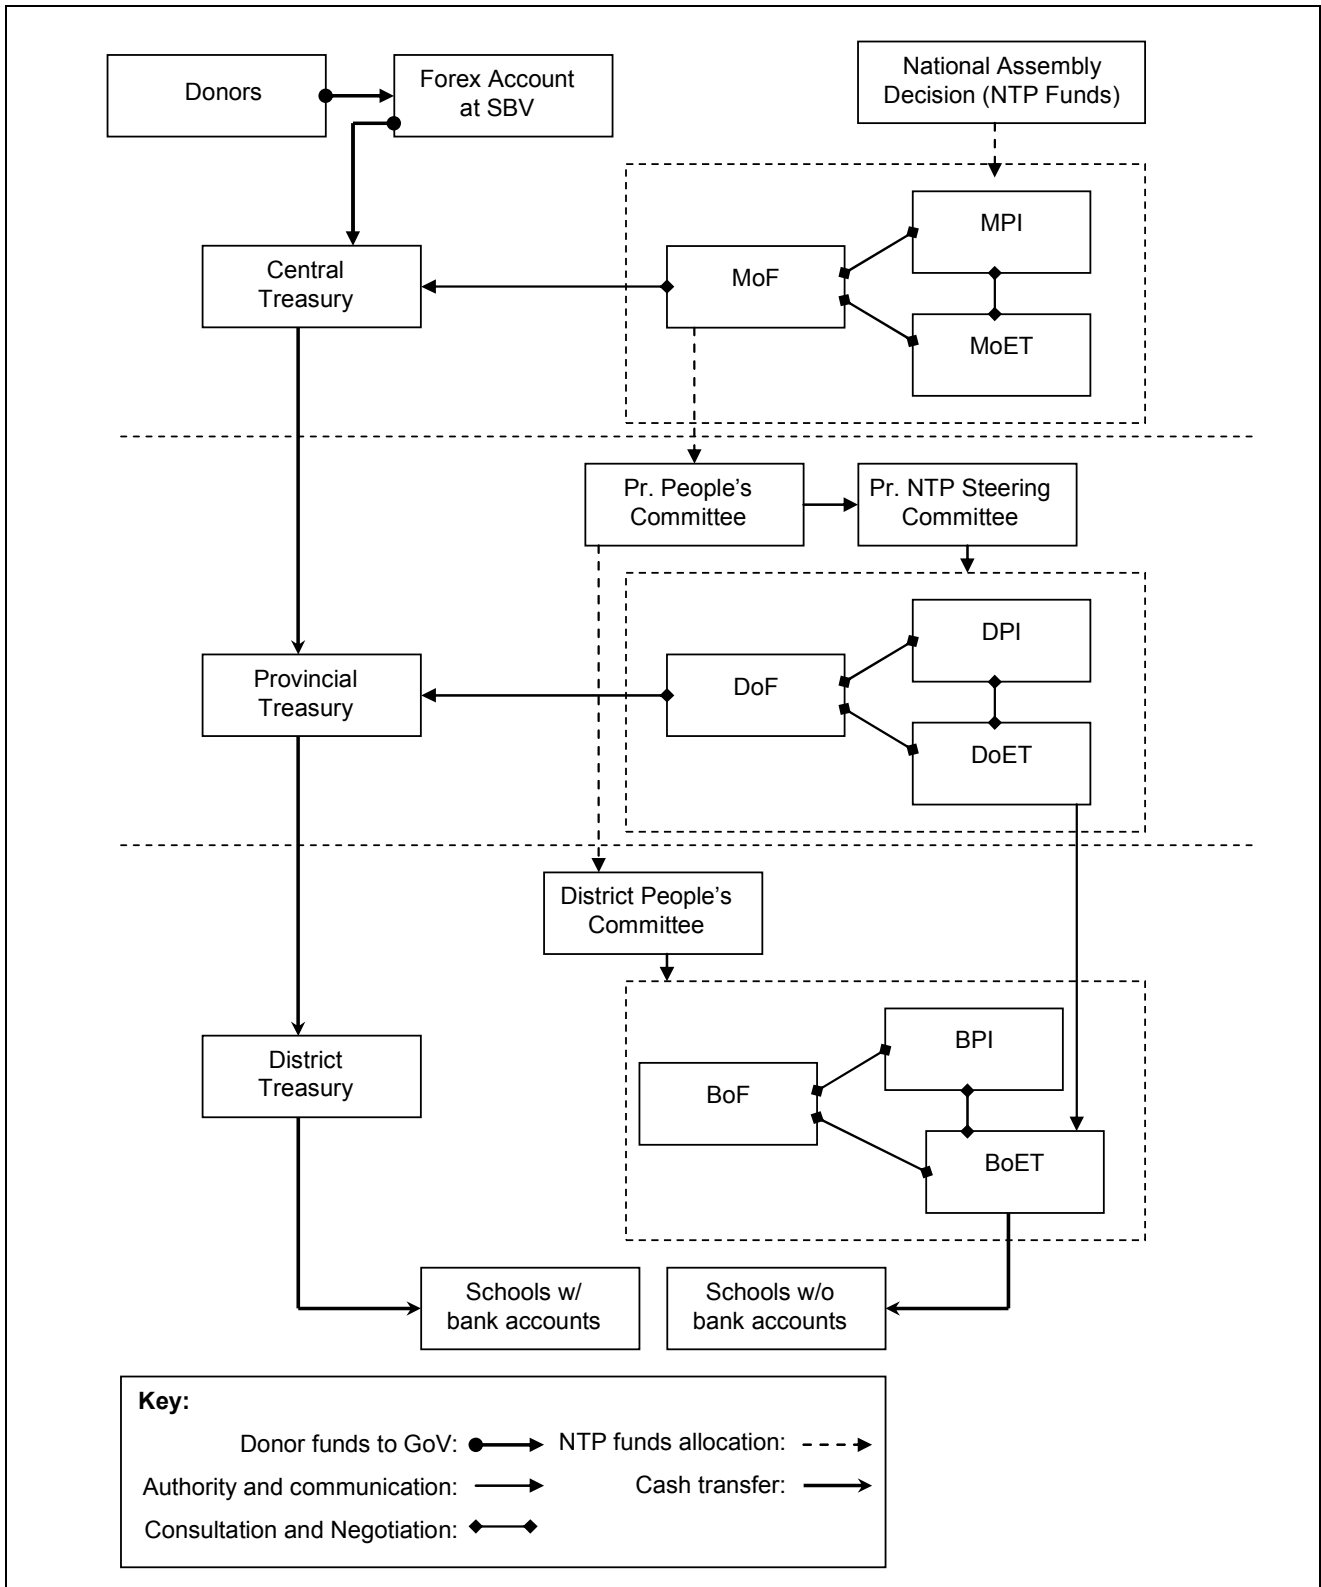 Donors
Forex Account
at SBV
National Assembly
Decision (NTP Funds)
MPI
Central
Treasury
MoF
MoET
Pr. People’s
Committee
Pr. NTP Steering
Committee
DPI
Provincial
Treasury
DoF
DoET
District People’s
Committee
BPI
District
Treasury
BoF
BoET
Schools w/
bank accounts
Schools w/o
bank accounts
Key:
Donor funds to GoV:
NTP funds allocation:
Authority and communication:
Cash transfer:
Consultation and Negotiation: